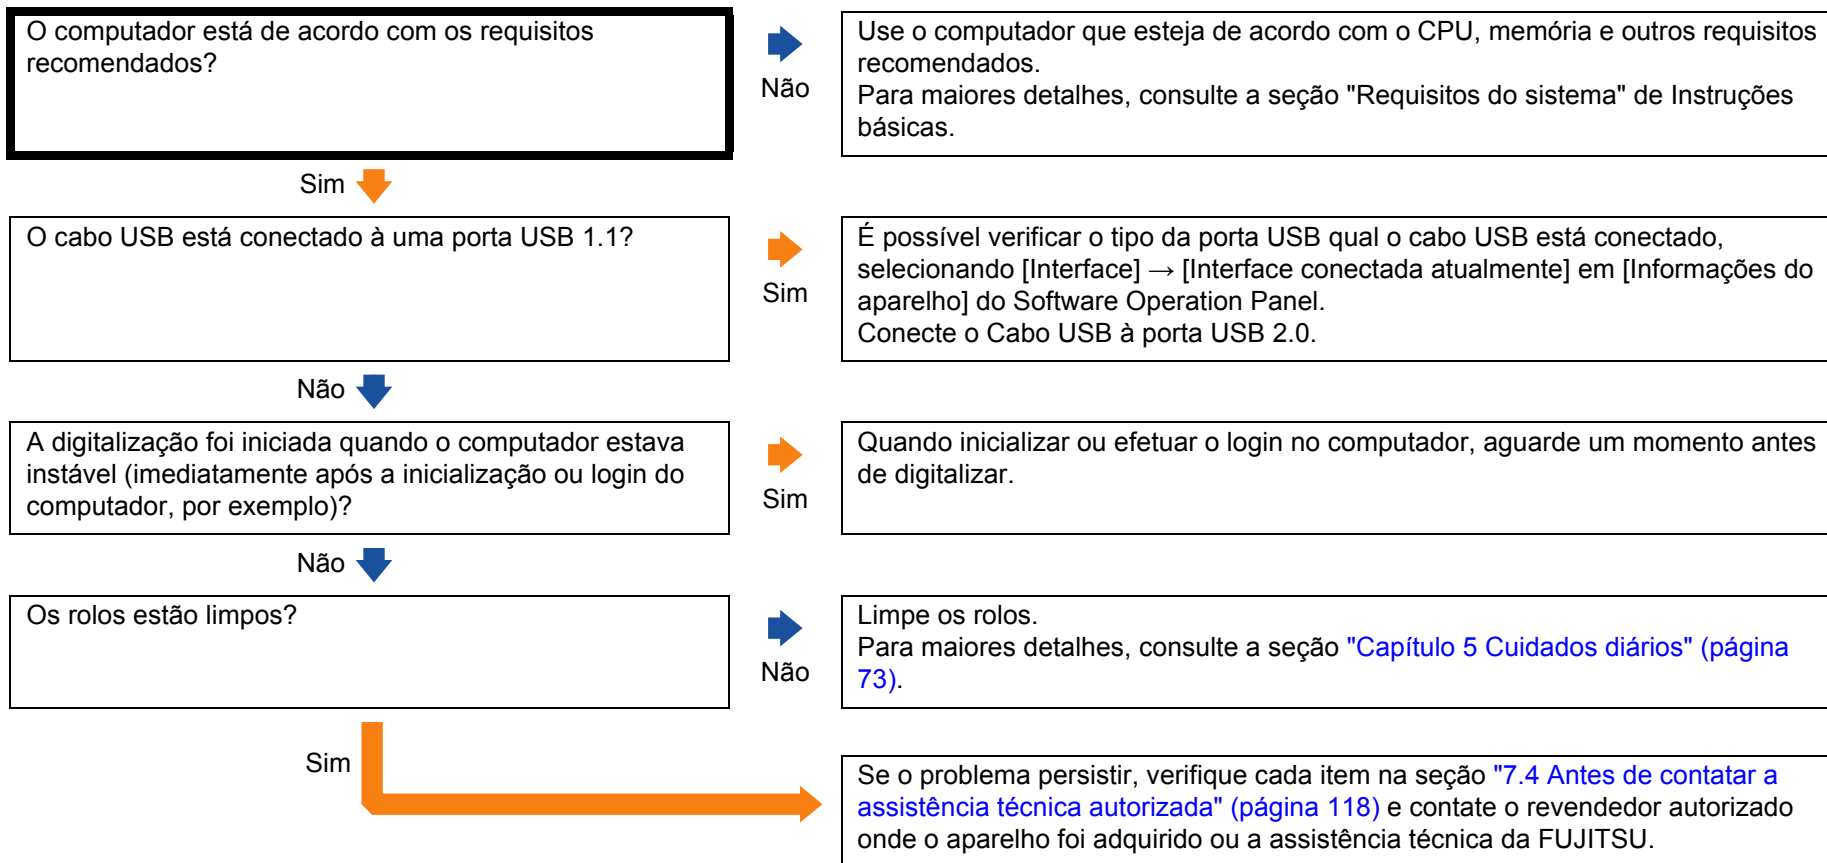 O computador está de acordo com os requisitos
recomendados?
Não
Use o computador que esteja de acordo com o CPU, memória e outros requisitos
recomendados.
Para maiores detalhes, consulte a seção "Requisitos do sistema" de Instruções
básicas.
Sim
O cabo USB está conectado à uma porta USB 1.1?
Sim
É possível verificar o tipo da porta USB qual o cabo USB está conectado,
selecionando [Interface] → [Interface conectada atualmente] em [Informações do
aparelho] do Software Operation Panel.
Conecte o Cabo USB à porta USB 2.0.
Não
A digitalização foi iniciada quando o computador estava
instável (imediatamente após a inicialização ou login do
computador, por exemplo)?
Sim
Quando inicializar ou efetuar o login no computador, aguarde um momento antes
de digitalizar.
Não
Os rolos estão limpos?
Não
Limpe os rolos.
Para maiores detalhes, consulte a seção "Capítulo 5 Cuidados diários" (página
73).
Sim
Se o problema persistir, verifique cada item na seção "7.4 Antes de contatar a
assistência técnica autorizada" (página 118) e contate o revendedor autorizado
onde o aparelho foi adquirido ou a assistência técnica da FUJITSU.